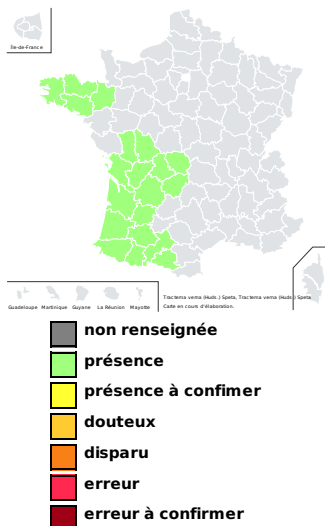 Île-de-France
Guadeloupe Martinique Guyane La Réunion Mayotte
Tractema verna (Huds.) Speta, Tractema verna (Huds.) Speta
Carte en cours d'élaboration.
non renseignée
présence
présence à confimer
douteux
disparu
erreur
erreur à confirmer